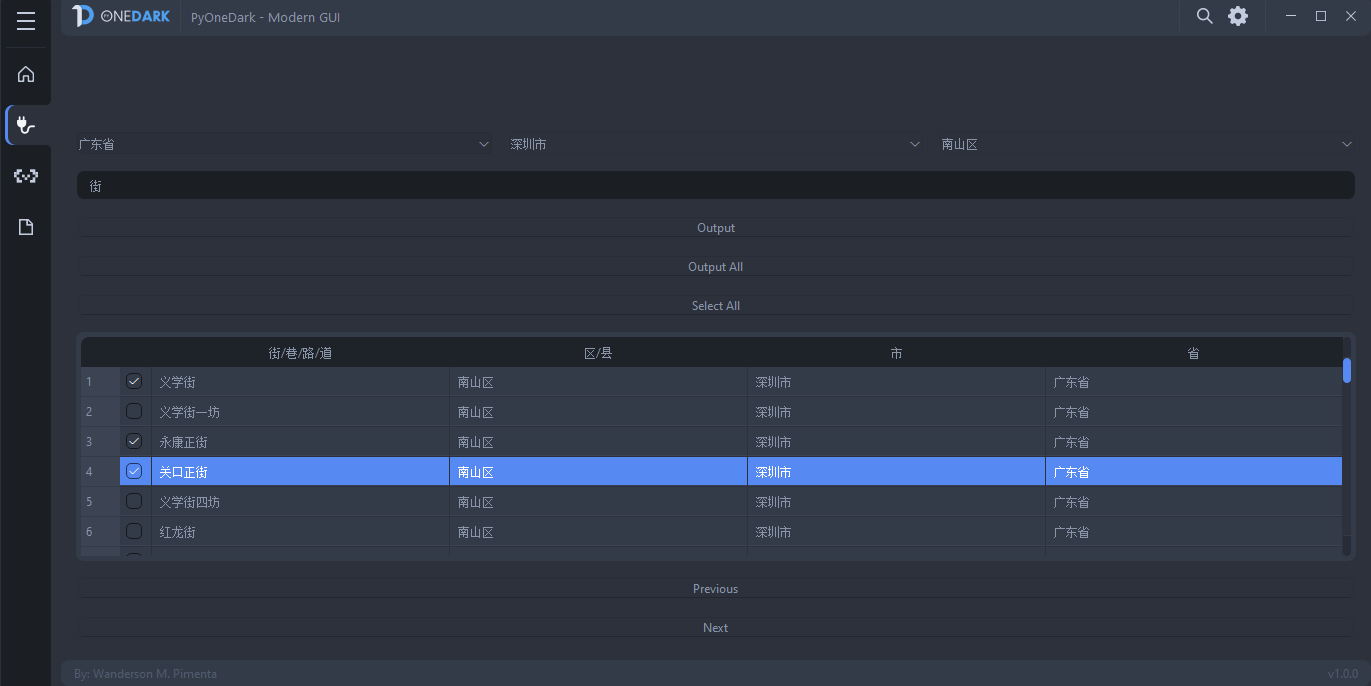 PYONEDARK PyOneDark - Modern GUI
广东省 深圳市 南山区
街
Output
Output All
Select All
街/巷/路/道 区/县 市 省
1 义学街 南山区 深圳市 广东省
2 义学街一坊 南山区 深圳市 广东省
3 永康正街 南山区 深圳市 广东省
4 关口正街 南山区 深圳市 广东省
5 义学街四坊 南山区 深圳市 广东省
6 红龙街 南山区 深圳市 广东省
Previous
Next
By: Wanderson M. Pimenta v1.0.0